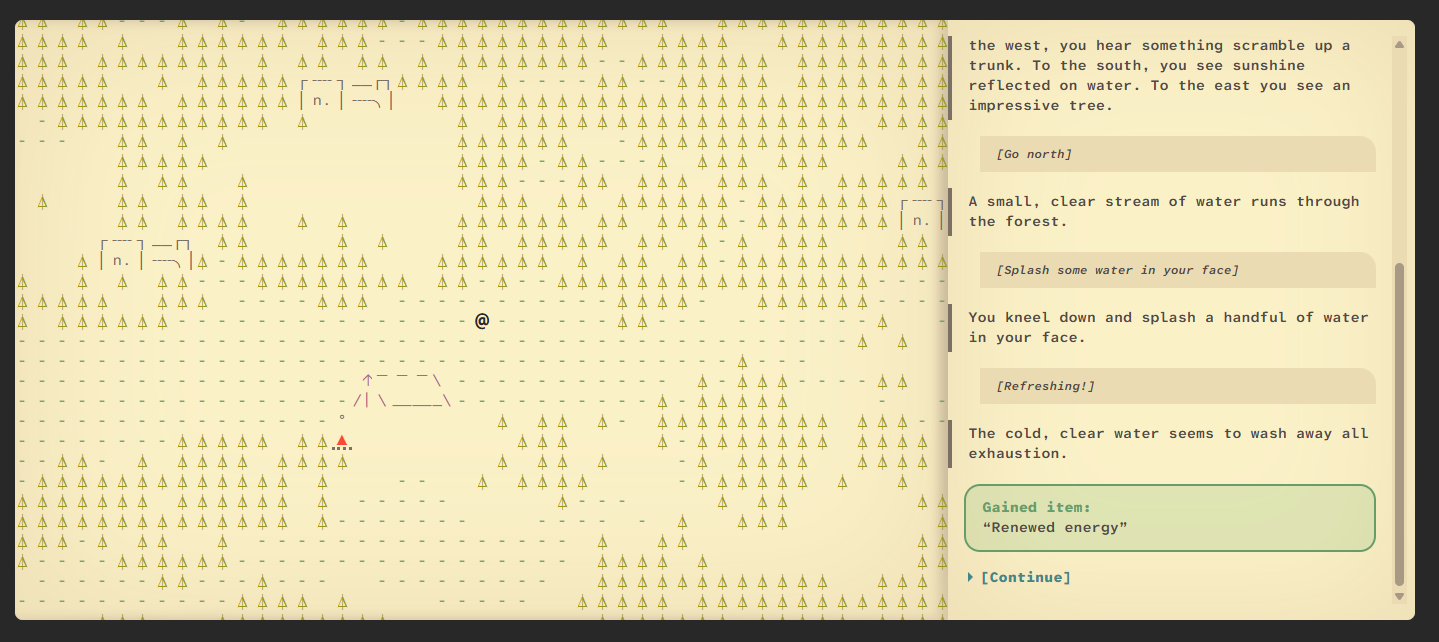 the west, you hear something scramble up a
trunk. To the south, you see sunshine
reflected on water. To the east you see an
impressive tree.
[Go north]
A small, clear stream of water runs through
the forest.
[Splash some water in your face]
You kneel down and splash a handful of water
in your face.
[Refreshing!]
The cold, clear water seems to wash away all
exhaustion.
Gained item:
“Renewed energy”
[Continue]